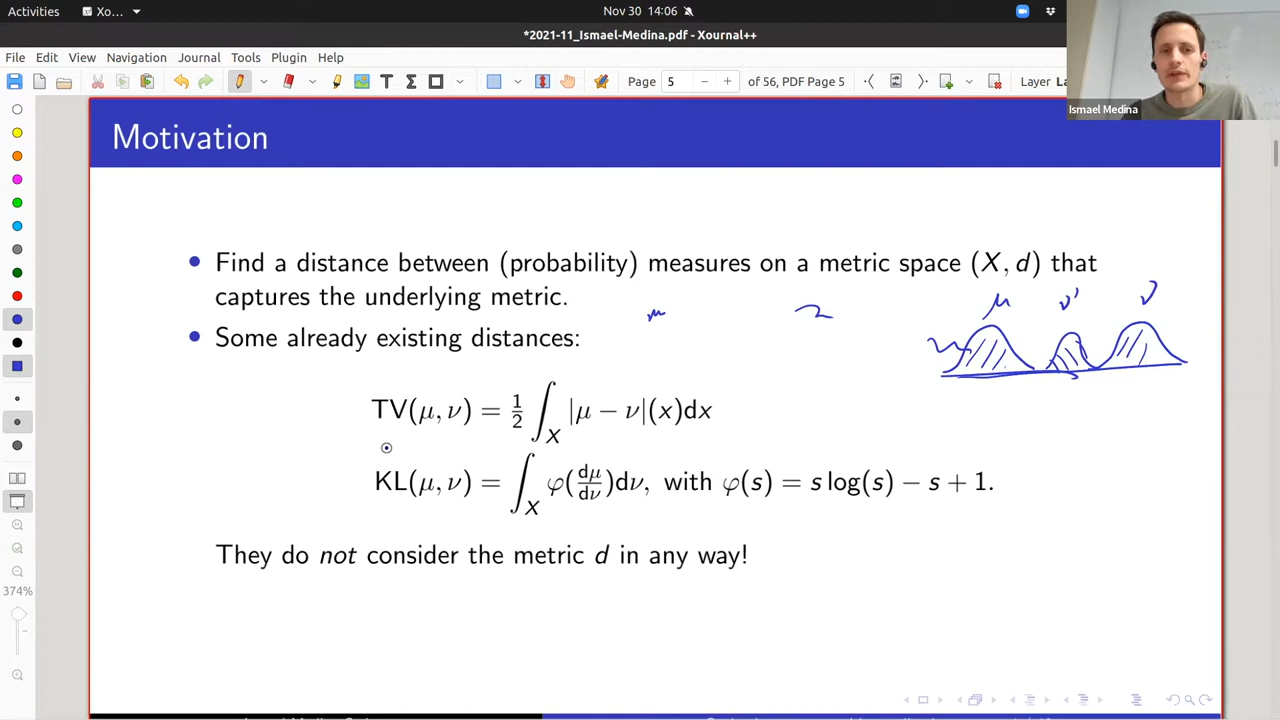 Activities
Xo...
Nov 30 14:06
*2021-11_Ismael-Medina.pdf - Xournal++
File Edit View Navigation Journal Tools Plugin Help
Page 5 of 56, PDF Page 5
Layer
Ismael Medina
Motivation
• Find a distance between (probability) measures on a metric space (X, d) that
captures the underlying metric.
μ ν' ν
μ
• Some already existing distances:
TV(μ, ν) = 1/2 ∫_X |μ − ν|(x)dx
KL(μ, ν) = ∫_X φ(dμ/dν)dν, with φ(s) = s log(s) − s + 1.
They do not consider the metric d in any way!
374%